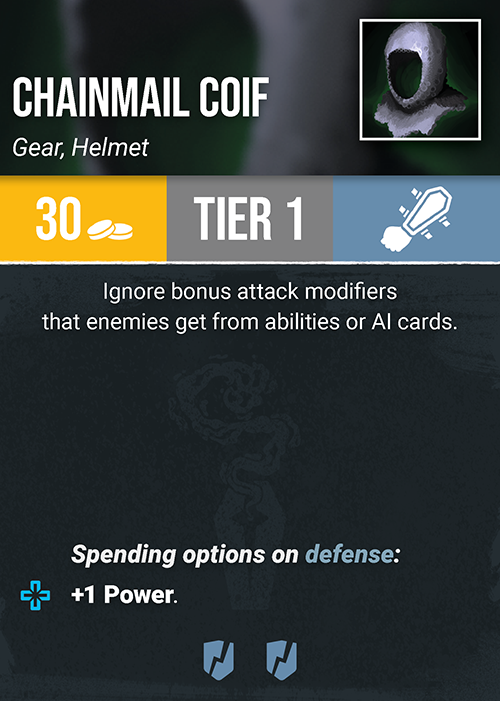 CHAINMAIL COIF
Gear, Helmet
30
TIER 1
Ignore bonus attack modifiers
that enemies get from abilities or AI cards.
Spending options on defense:
+1 Power.